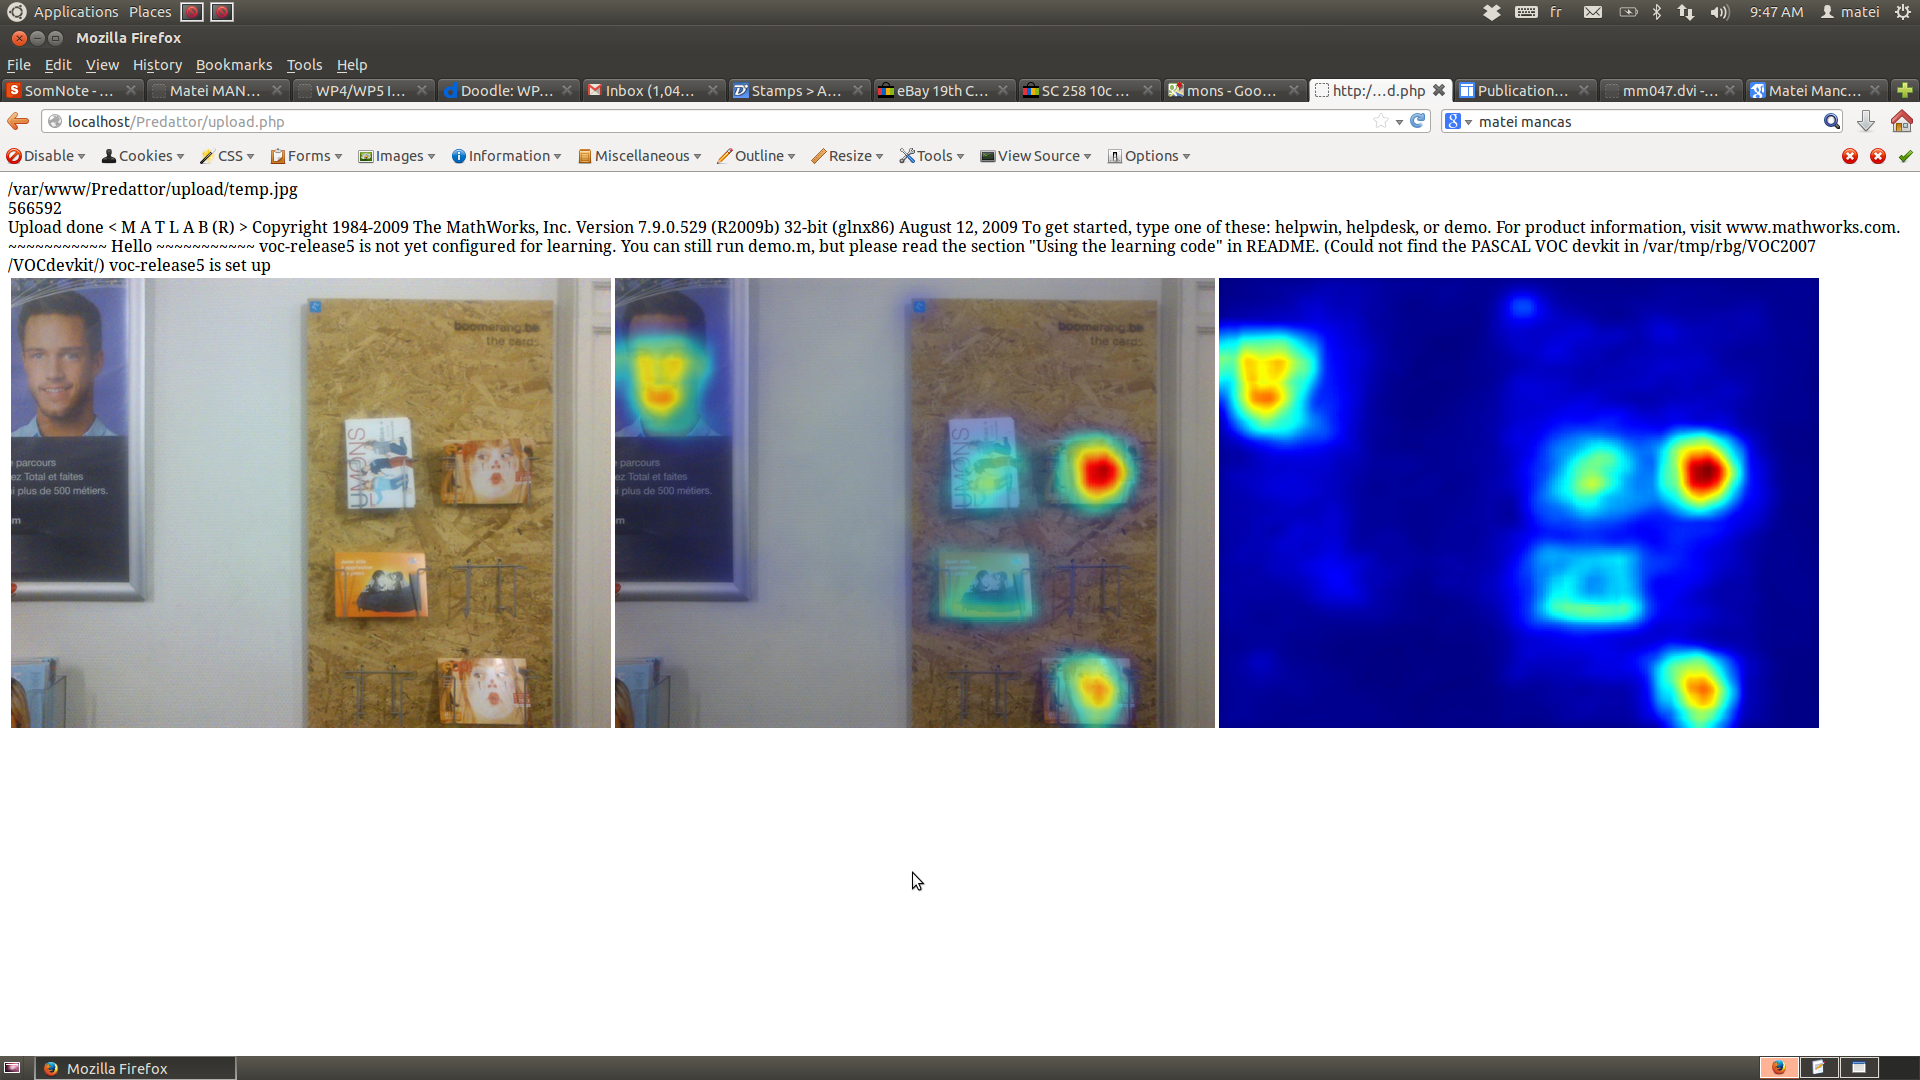 Applications Places fr 9:47 AM matei
Mozilla Firefox
File Edit View History Bookmarks Tools Help
SomNote - ... Matei MAN... WP4/WP5 I... Doodle: WP... Inbox (1,04... Stamps > A... eBay 19th C... SC 258 10c ... mons - Goo... http:/...d.php Publication... mm047.dvi -... Matei Manc...
localhost/Predattor/upload.php matei mancas
Disable Cookies CSS Forms Images Information Miscellaneous Outline Resize Tools View Source Options
/var/www/Predattor/upload/temp.jpg
566592
Upload done < M A T L A B (R) > Copyright 1984-2009 The MathWorks, Inc. Version 7.9.0.529 (R2009b) 32-bit (glnx86) August 12, 2009 To get started, type one of these: helpwin, helpdesk, or demo. For product information, visit www.mathworks.com.
~~~~~~~~~~~ Hello ~~~~~~~~~~~ voc-release5 is not yet configured for learning. You can still run demo.m, but please read the section "Using the learning code" in README. (Could not find the PASCAL VOC devkit in /var/tmp/rbg/VOC2007
/VOCdevkit/) voc-release5 is set up
boomerang.be
the cards
UMONS
parcours
ez Total et faites
i plus de 500 métiers.
m
boomerang.be
the cards
UMONS
parcours
ez Total et faites
i plus de 500 métiers.
m
Mozilla Firefox